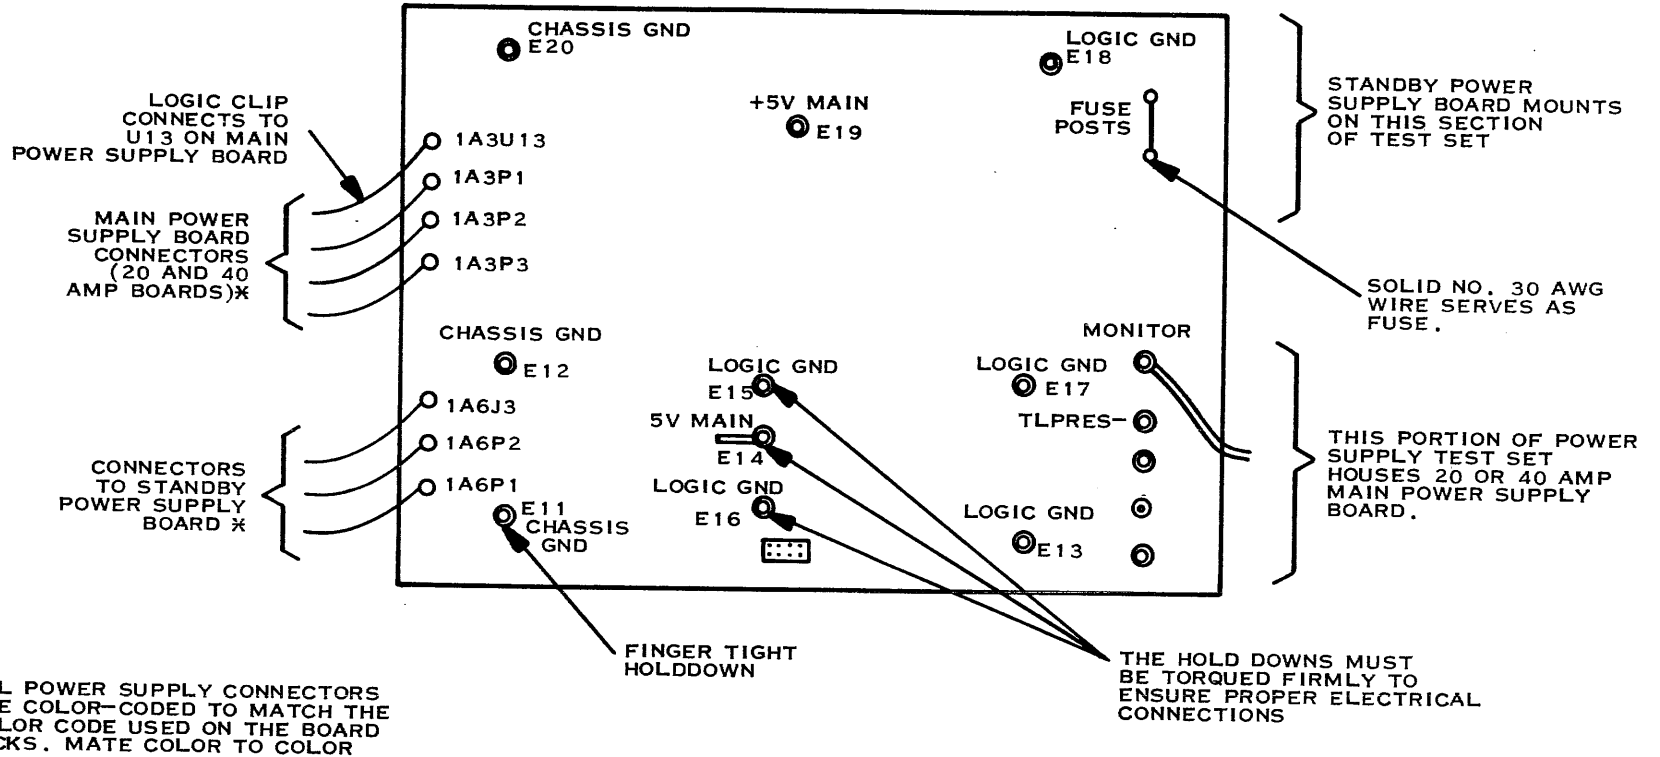 CHASSIS GND
E20
LOGIC GND
E18
+5V MAIN
E19
FUSE
POSTS
STANDBY POWER
SUPPLY BOARD MOUNTS
ON THIS SECTION
OF TEST SET
LOGIC CLIP
CONNECTS TO
U13 ON MAIN
POWER SUPPLY BOARD
1A3U13
1A3P1
1A3P2
1A3P3
MAIN POWER
SUPPLY BOARD
CONNECTORS
(20 AND 40
AMP BOARDS)*
SOLID NO. 30 AWG
WIRE SERVES AS
FUSE.
CHASSIS GND
E12
MONITOR
LOGIC GND
E15
LOGIC GND
E17
1A6J3
1A6P2
1A6P1
5V MAIN
E14
TLPRES-
CONNECTORS
TO STANDBY
POWER SUPPLY
BOARD *
THIS PORTION OF POWER
SUPPLY TEST SET
HOUSES 20 OR 40 AMP
MAIN POWER SUPPLY
BOARD.
E11
CHASSIS
GND
LOGIC GND
E16
LOGIC GND
E13
FINGER TIGHT
HOLDDOWN
THE HOLD DOWNS MUST
BE TORQUED FIRMLY TO
ENSURE PROPER ELECTRICAL
CONNECTIONS
L POWER SUPPLY CONNECTORS
E COLOR-CODED TO MATCH THE
LOR CODE USED ON THE BOARD
CKS. MATE COLOR TO COLOR